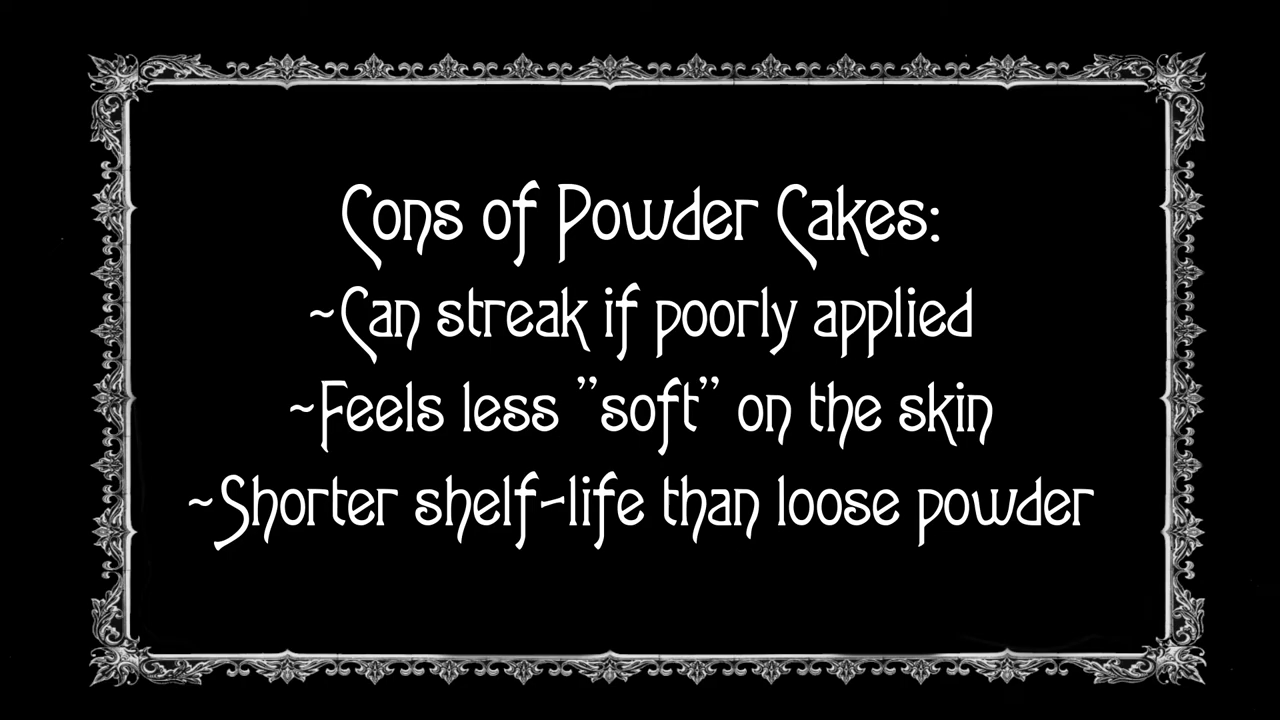 Cons of Powder Cakes:
~Can streak if poorly applied
~Feels less "soft" on the skin
~Shorter shelf-life than loose powder